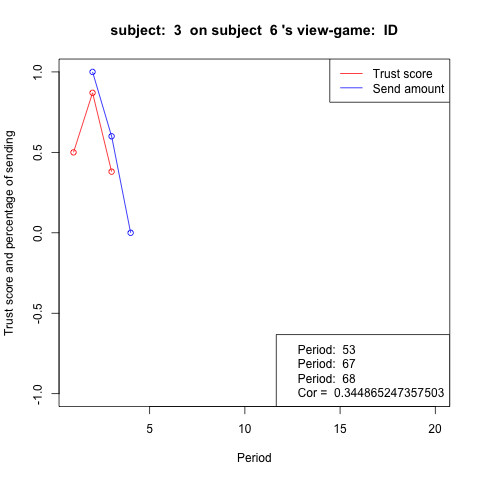 subject:  3  on subject  6 's view-game:  ID
Trust score
Send amount
Trust score and percentage of sending
1.0
0.5
0.0
-0.5
-1.0
Period:  53
Period:  67
Period:  68
Cor =  0.344865247357503
5
10
15
20
Period